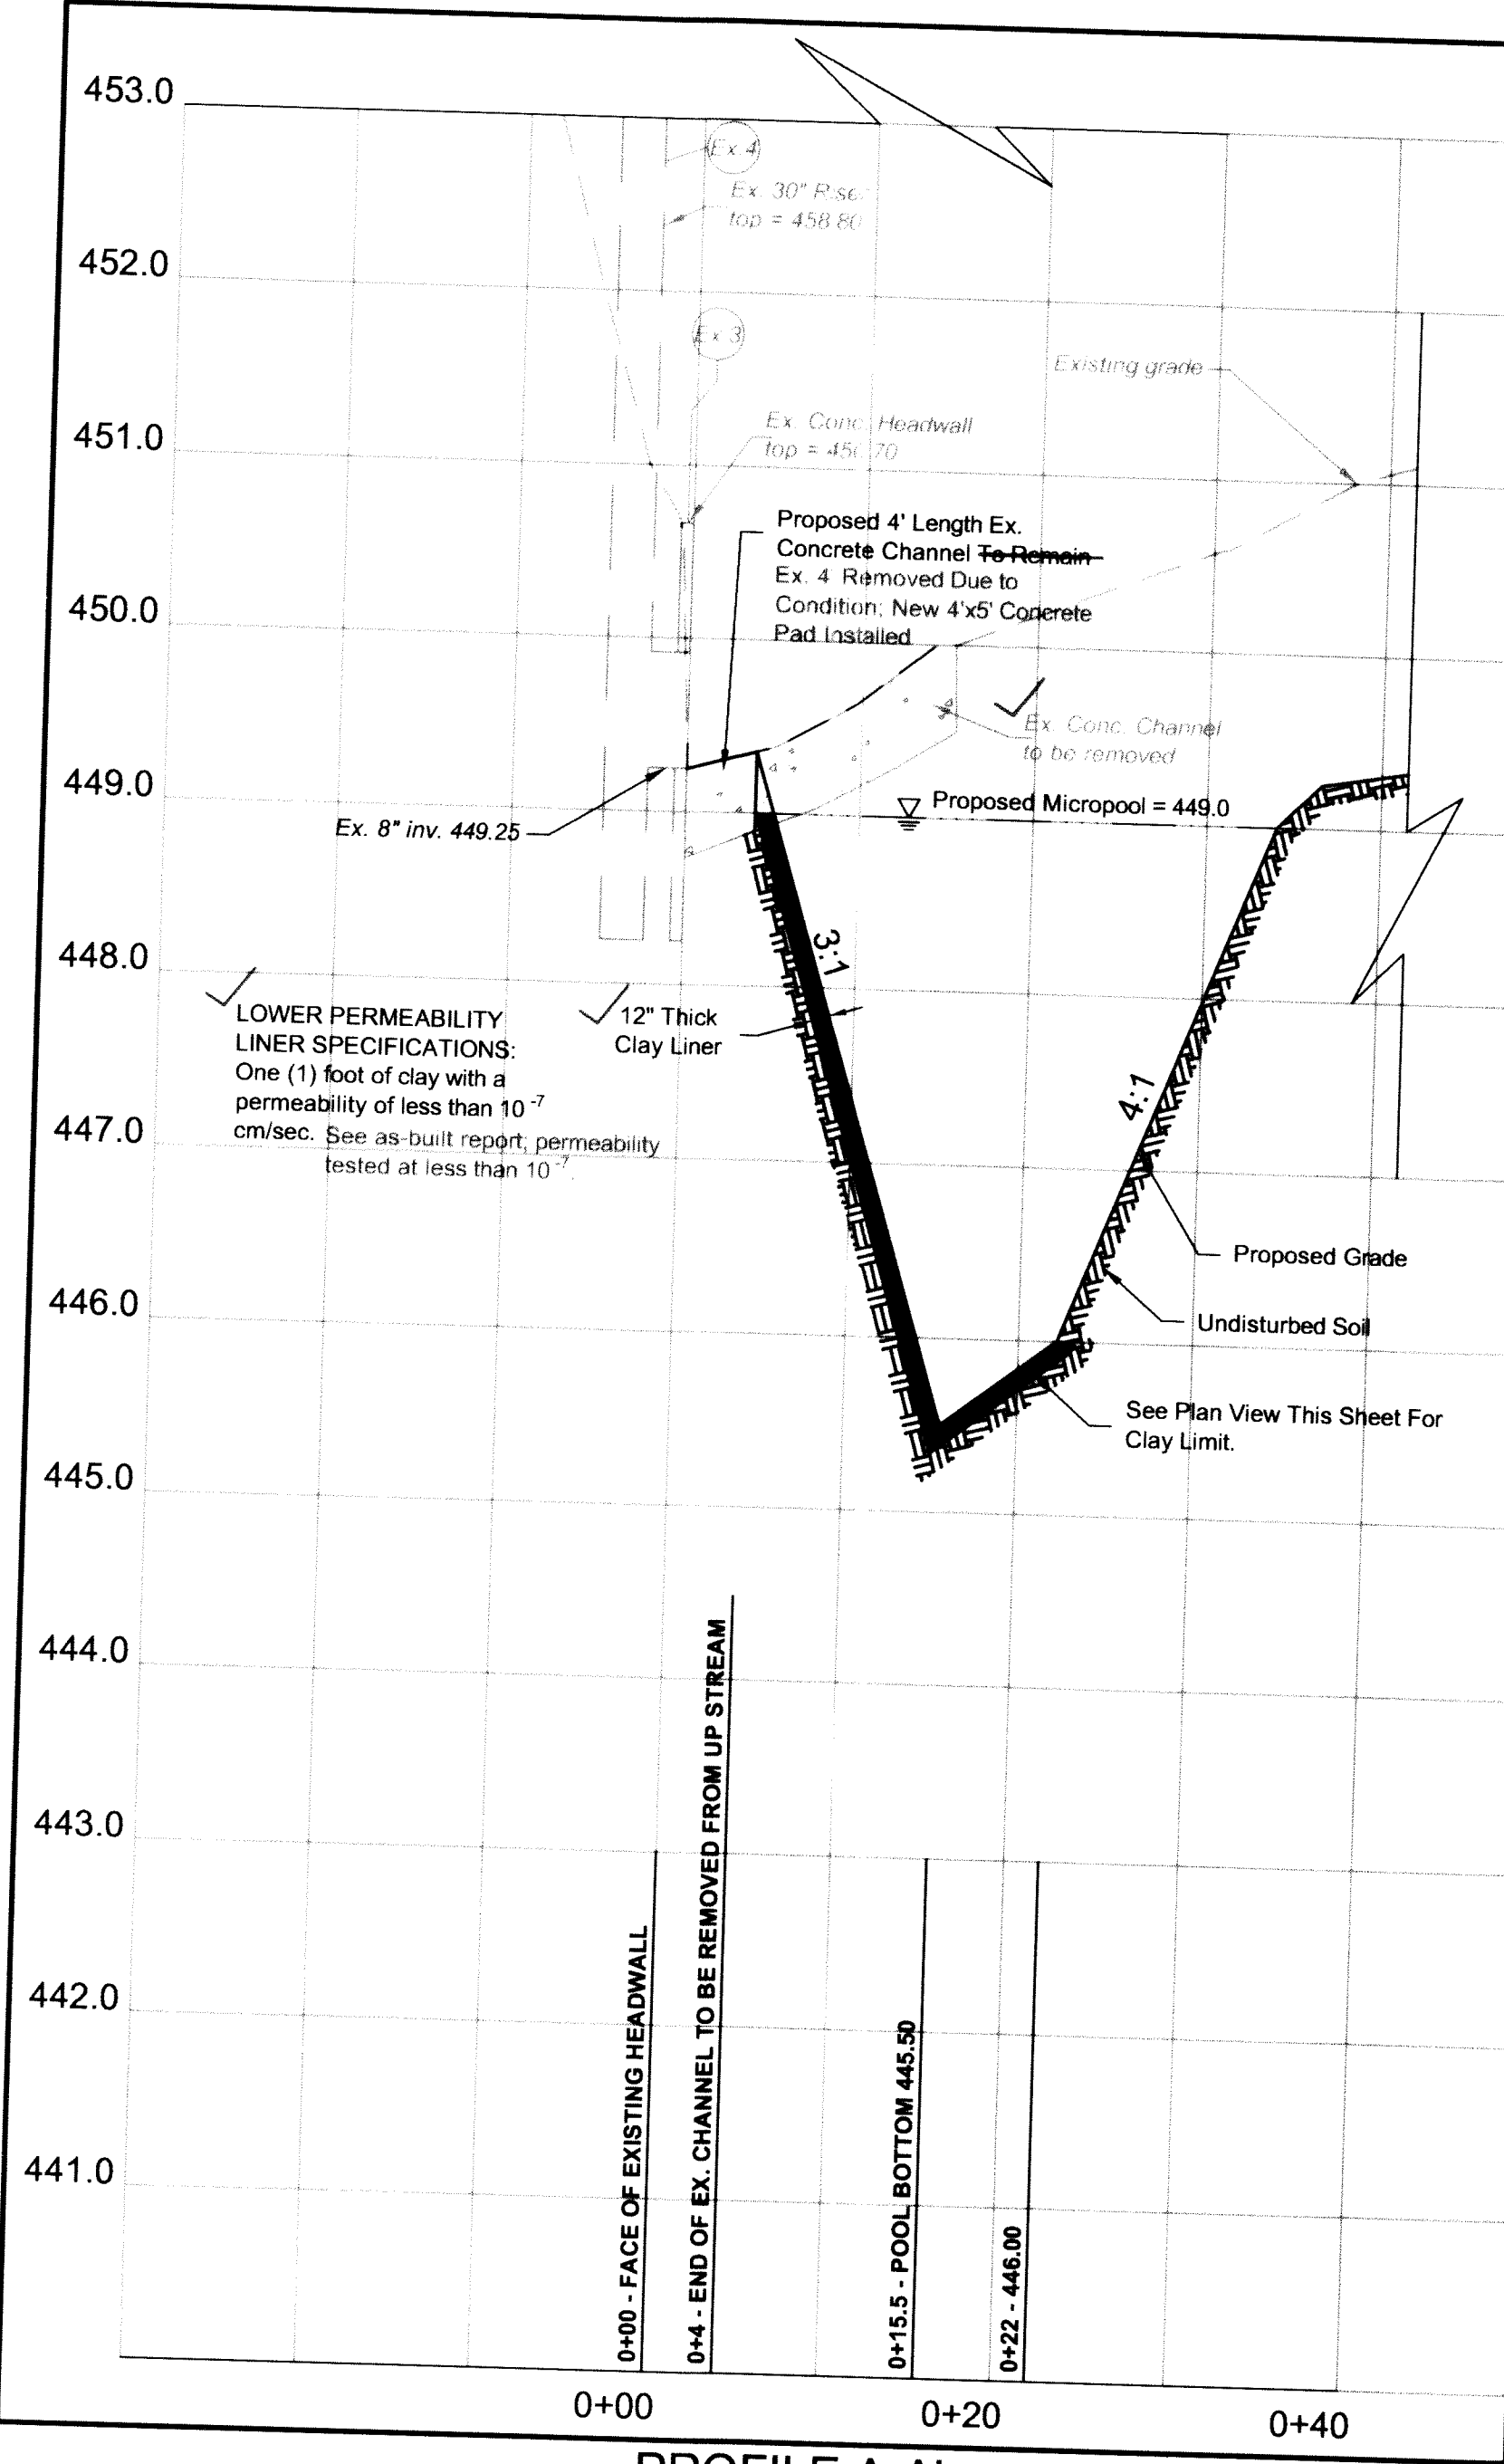 453.0
452.0
451.0
450.0
449.0
448.0
447.0
446.0
445.0
444.0
443.0
442.0
441.0
Ex. 4
Ex. 30" Riser
top = 458.80
Ex. 3
Existing grade
Ex. Conc. Headwall
top =
Proposed 4' Length Ex.
Concrete Channel To Remain
Ex. 4 Removed Due to
Condition; New 4'x5' Concrete
Pad Installed
Ex. Conc. Channel
to be removed
Proposed Micropool = 449.0
Ex. 8" inv. 449.25
3:1
4:1
LOWER PERMEABILITY
LINER SPECIFICATIONS:
One (1) foot of clay with a
permeability of less than 10 -7
cm/sec. See as-built report; permeability
tested at less than 10 -7.
12" Thick
Clay Liner
Proposed Grade
Undisturbed Soil
See Plan View This Sheet For
Clay Limit.
0+00 - FACE OF EXISTING HEADWALL
0+4 - END OF EX. CHANNEL TO BE REMOVED FROM UP STREAM
0+15.5 - POOL BOTTOM 445.50
0+22 - 446.00
0+00
0+20
0+40